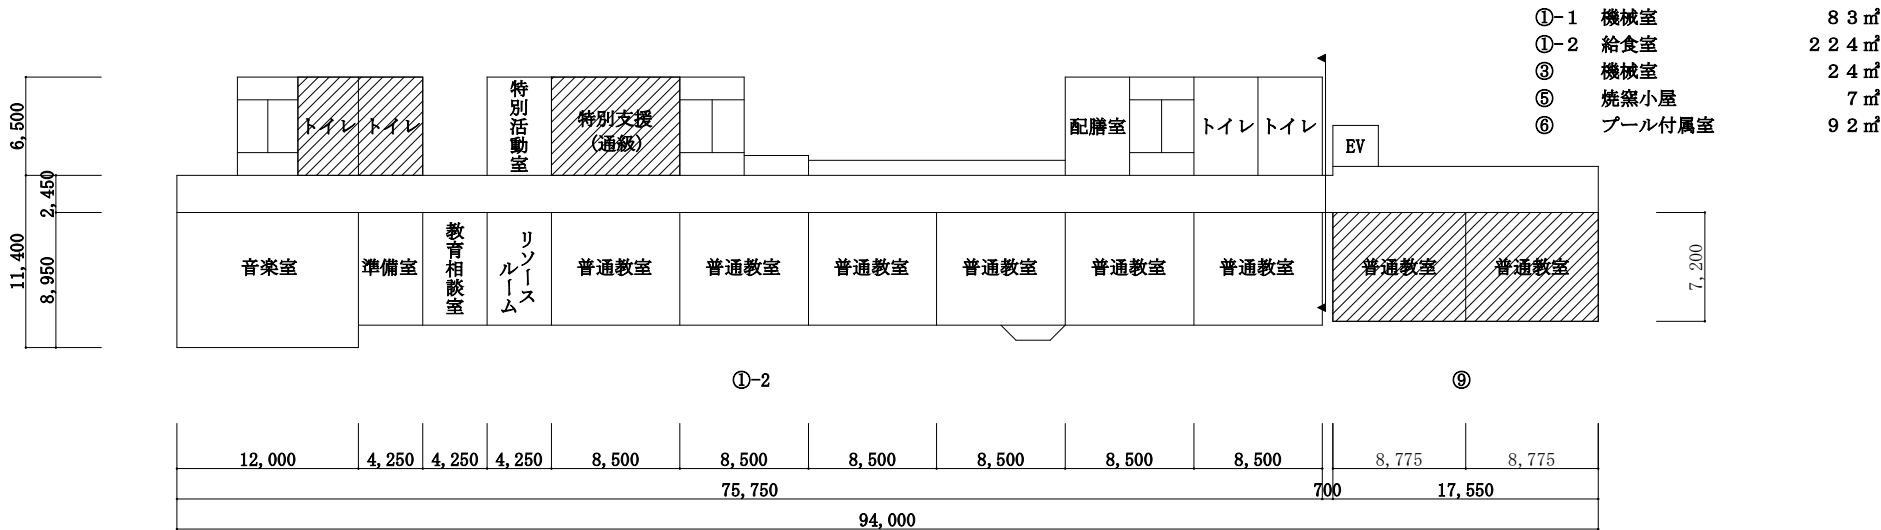 ①-1 機械室 83㎡
①-2 給食室 224㎡
③ 機械室 24㎡
⑤ 焼窯小屋 7㎡
⑥ プール付属室 92㎡
トイレ
トイレ
特別活動室
特別支援
(通級)
配膳室
トイレ
トイレ
EV
6,500
2,450
11,400
8,950
音楽室
準備室
教育相談室
リソース
ルーム
普通教室
普通教室
普通教室
普通教室
普通教室
普通教室
普通教室
普通教室
7,200
①-2
⑨
12,000
4,250
4,250
4,250
8,500
8,500
8,500
8,500
8,500
8,500
8,775
8,775
75,750
700
17,550
94,000